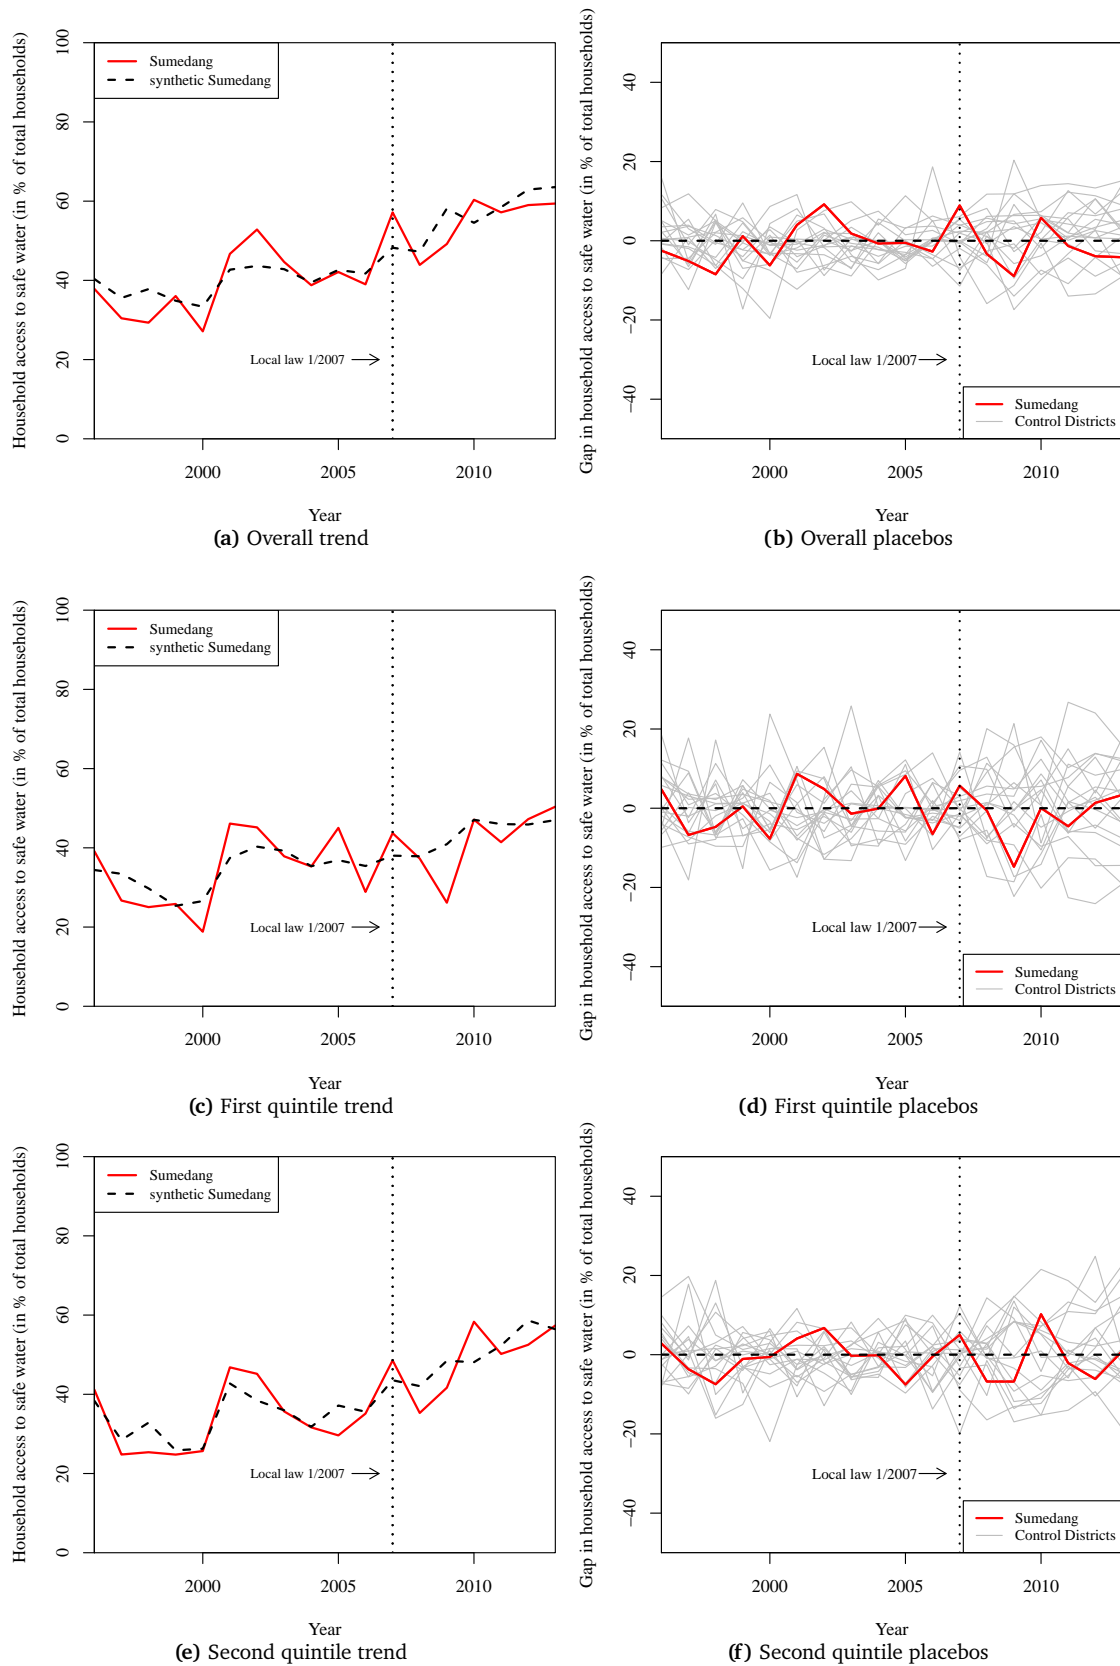 Household access to safe water (in % of total households)
0 20 40 60 80 100
Sumedang
synthetic Sumedang
Local law 1/2007
2000 2005 2010
Year
(a) Overall trend
Gap in household access to safe water (in % of total households)
−40 −20 0 20 40
Local law 1/2007
Sumedang
Control Districts
2000 2005 2010
Year
(b) Overall placebos
Household access to safe water (in % of total households)
0 20 40 60 80 100
Sumedang
synthetic Sumedang
Local law 1/2007
2000 2005 2010
Year
(c) First quintile trend
Gap in household access to safe water (in % of total households)
−40 −20 0 20 40
Local law 1/2007
Sumedang
Control Districts
2000 2005 2010
Year
(d) First quintile placebos
Household access to safe water (in % of total households)
0 20 40 60 80 100
Sumedang
synthetic Sumedang
Local law 1/2007
2000 2005 2010
Year
(e) Second quintile trend
Gap in household access to safe water (in % of total households)
−40 −20 0 20 40
Local law 1/2007
Sumedang
Control Districts
2000 2005 2010
Year
(f) Second quintile placebos